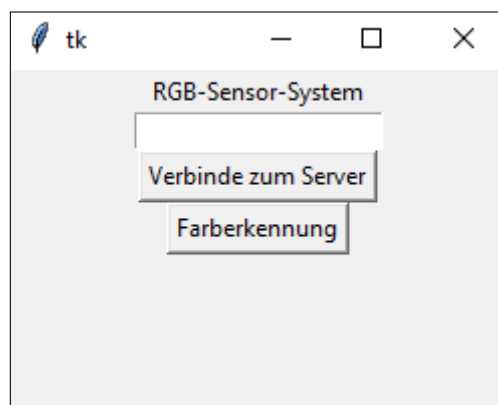 tk
RGB-Sensor-System
Verbinde zum Server
Farberkennung